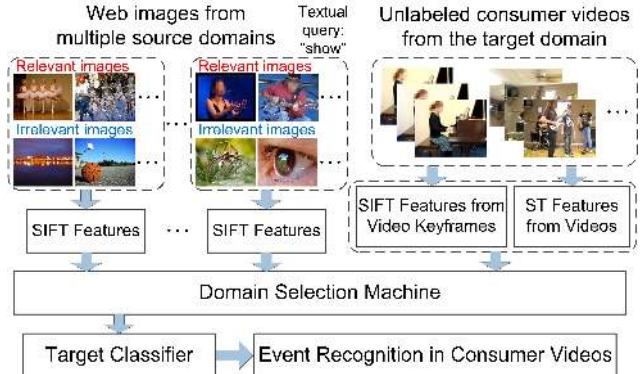 Web images from
multiple source domains
Textual
query:
"show"
Unlabeled consumer videos
from the target domain
Relevant images
Relevant images
Irrelevant images
Irrelevant images
SIFT Features
SIFT Features
SIFT Features from
Video Keyframes
ST Features
from Videos
Domain Selection Machine
Target Classifier
Event Recognition in Consumer Videos